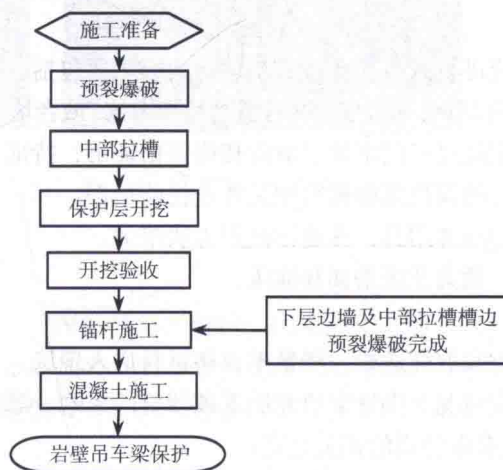 施工准备
预裂爆破
中部拉槽
保护层开挖
开挖验收
锚杆施工
下层边墙及中部拉槽槽边
预裂爆破完成
混凝土施工
岩壁吊车梁保护